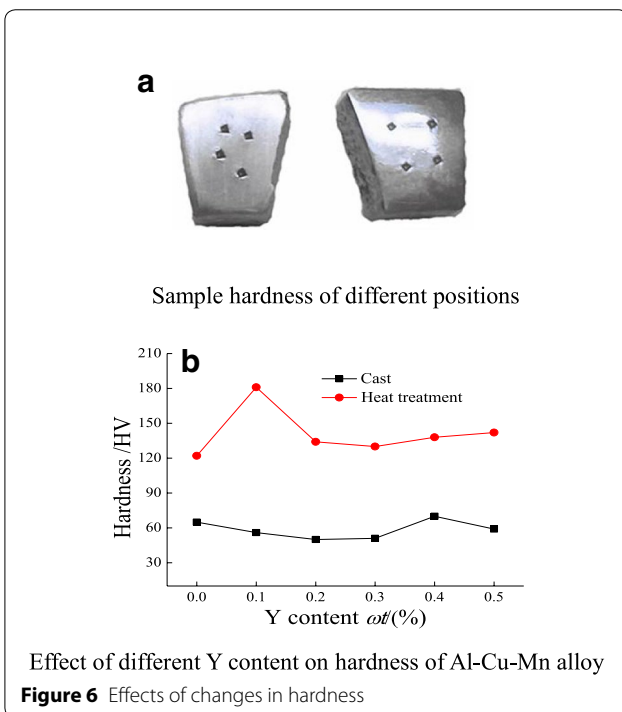 a
Sample hardness of different positions
b
210
180
150
120
90
60
30
Hardness /HV
Cast
Heat treatment
0.0 0.1 0.2 0.3 0.4 0.5
Y content ωt/(%)
Effect of different Y content on hardness of Al-Cu-Mn alloy
Figure 6 Effects of changes in hardness